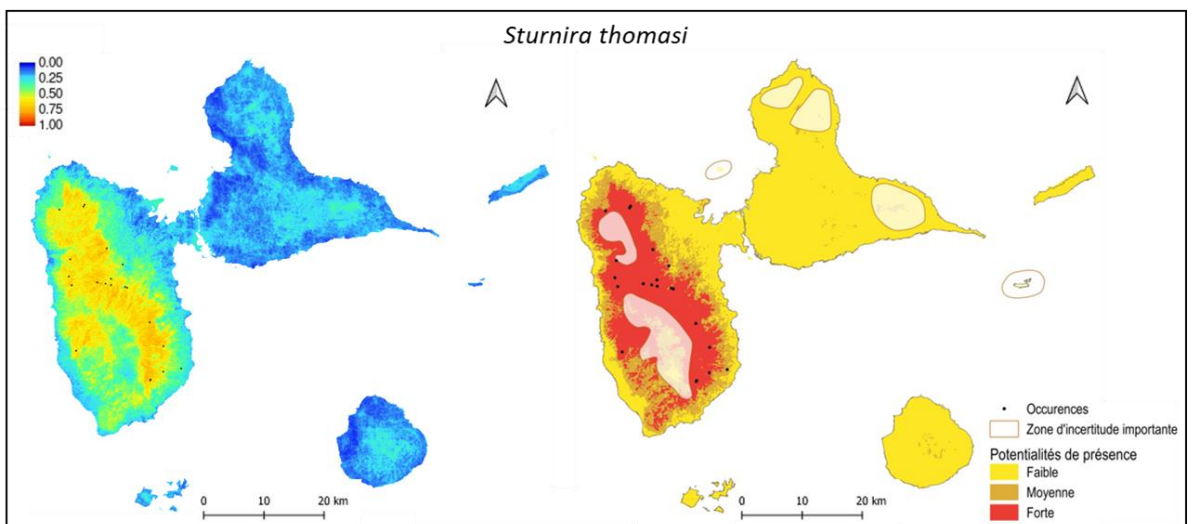 Sturnira thomasi
0.00
0.25
0.50
0.75
1.00
0 10 20 km
Occurences
Zone d'incertitude importante
Potentialités de présence
Faible
Moyenne
Forte
0 10 20 km